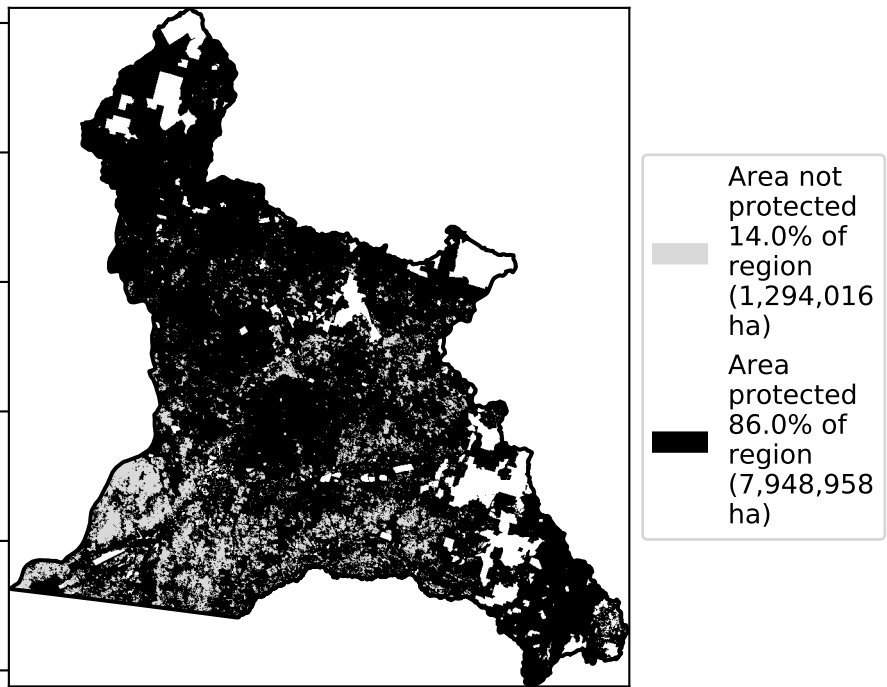 Area not
protected
14.0% of
region
(1,294,016
ha)
Area
protected
86.0% of
region
(7,948,958
ha)